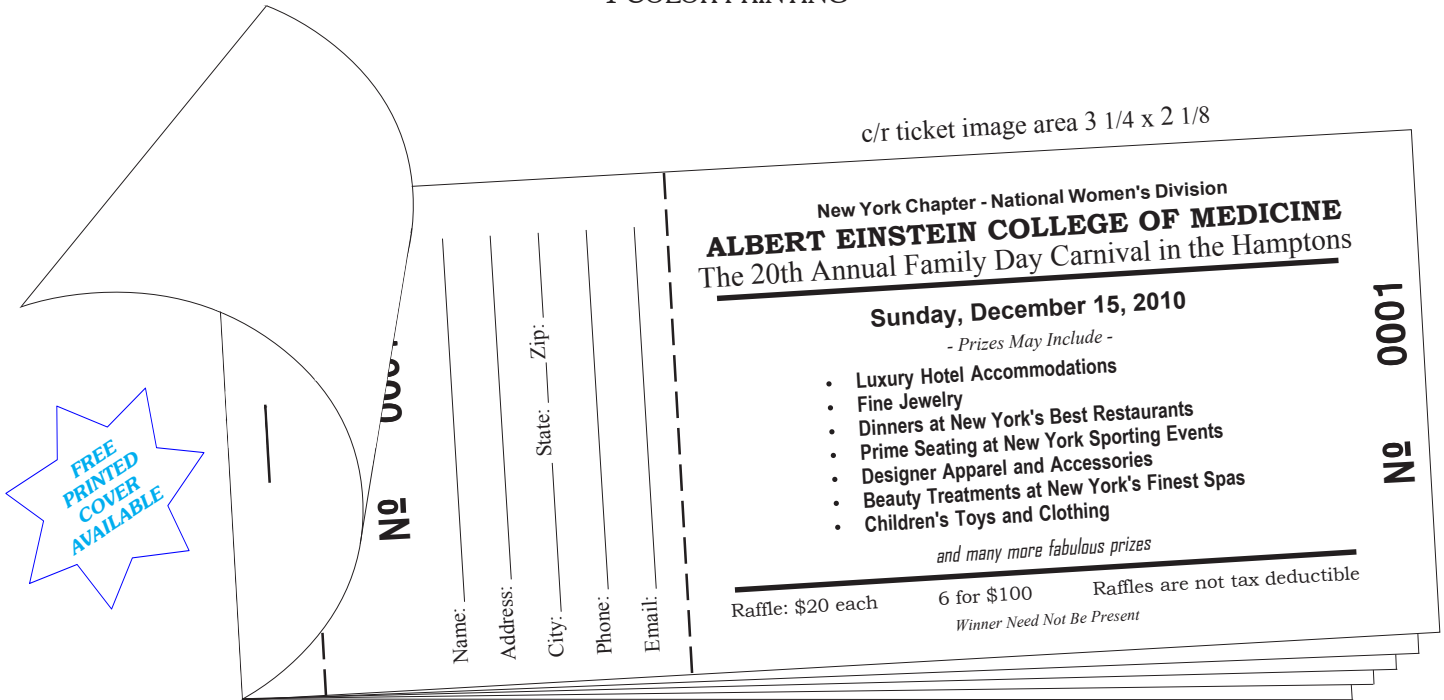 1 COLOR PRINTING
c/r ticket image area 3 1/4 x 2 1/8
New York Chapter - National Women's Division
ALBERT EINSTEIN COLLEGE OF MEDICINE
The 20th Annual Family Day Carnival in the Hamptons
Sunday, December 15, 2010
- Prizes May Include -
• Luxury Hotel Accommodations
• Fine Jewelry
• Dinners at New York's Best Restaurants
• Prime Seating at New York Sporting Events
• Designer Apparel and Accessories
• Beauty Treatments at New York's Finest Spas
• Children's Toys and Clothing
and many more fabulous prizes
Raffle: $20 each 6 for $100 Raffles are not tax deductible
Winner Need Not Be Present
Nº 0001
Name:
Address:
City: State: Zip:
Phone:
Email:
Nº
FREE
PRINTED
COVER
AVAILABLE